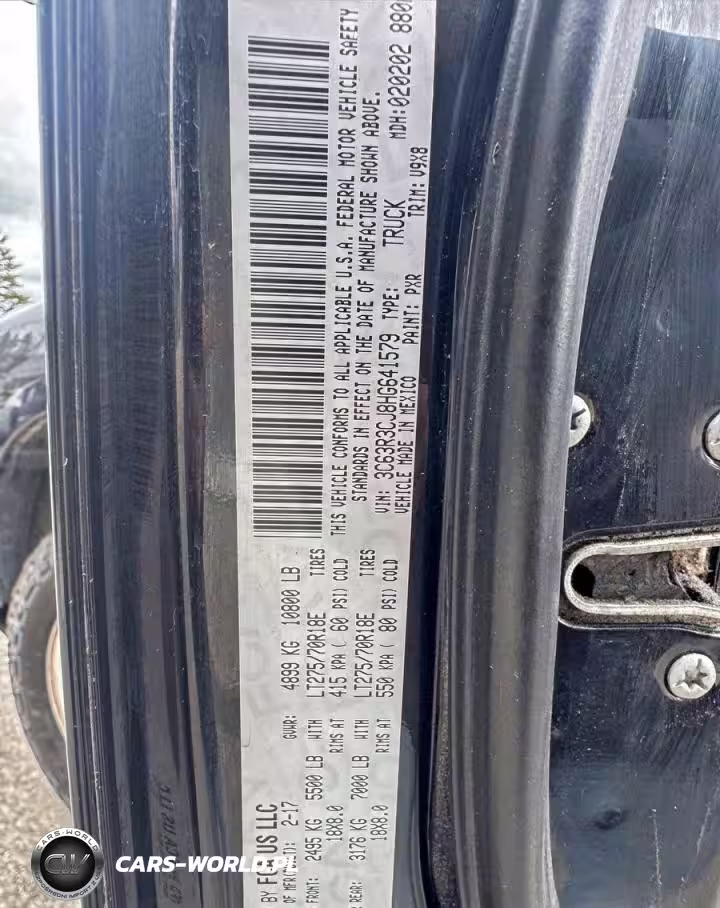 BY FCA US LLC
OF MFR 2-17 GVWR: 4899 KG 10800 LB
FRONT: 2495 KG 5500 LB WITH LT275/70R18E TIRES
18X8.0 RIMS AT 415 KPA ( 60 PSI) COLD
REAR: 3176 KG 7000 LB WITH LT275/70R18E TIRES
18X8.0 RIMS AT 550 KPA ( 80 PSI) COLD
THIS VEHICLE CONFORMS TO ALL APPLICABLE U.S.A. FEDERAL MOTOR VEHICLE SAFETY
STANDARDS IN EFFECT ON THE DATE OF MANUFACTURE SHOWN ABOVE.
VIN: 3C63R3CJ8HG641579 TYPE: TRUCK MDH:020202 880
VEHICLE MADE IN MEXICO PAINT: PXR TRIM: V9X8
CARS-WORLD
CW
CARS-WORLD.PL